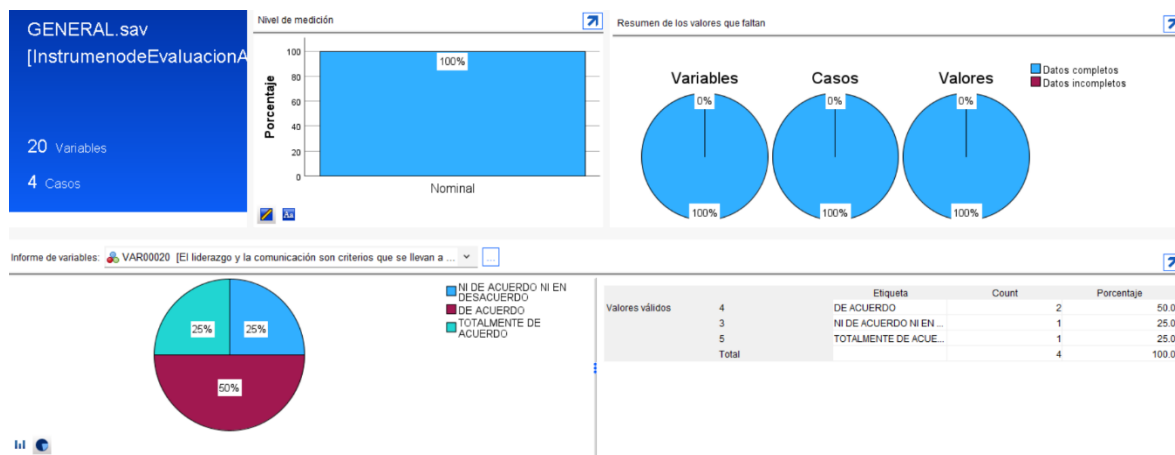 GENERAL.sav
[InstrumenodeEvaluacionA
20 Variables
4 Casos
Nivel de medición
Porcentaje
100
80
60
40
20
0
100%
Nominal
Resumen de los valores que faltan
Variables
Casos
Valores
0%
0%
0%
100%
100%
100%
Datos completos
Datos incompletos
Informe de variables: VAR00020 [El liderazgo y la comunicación son criterios que se llevan a ... ...
25%
25%
50%
NI DE ACUERDO NI EN
DESACUERDO
DE ACUERDO
TOTALMENTE DE
ACUERDO
Etiqueta Count Porcentaje
Valores válidos 4 DE ACUERDO 2 50.0
3 NI DE ACUERDO NI EN ... 1 25.0
5 TOTALMENTE DE ACUE... 1 25.0
Total 4 100.0
Aa